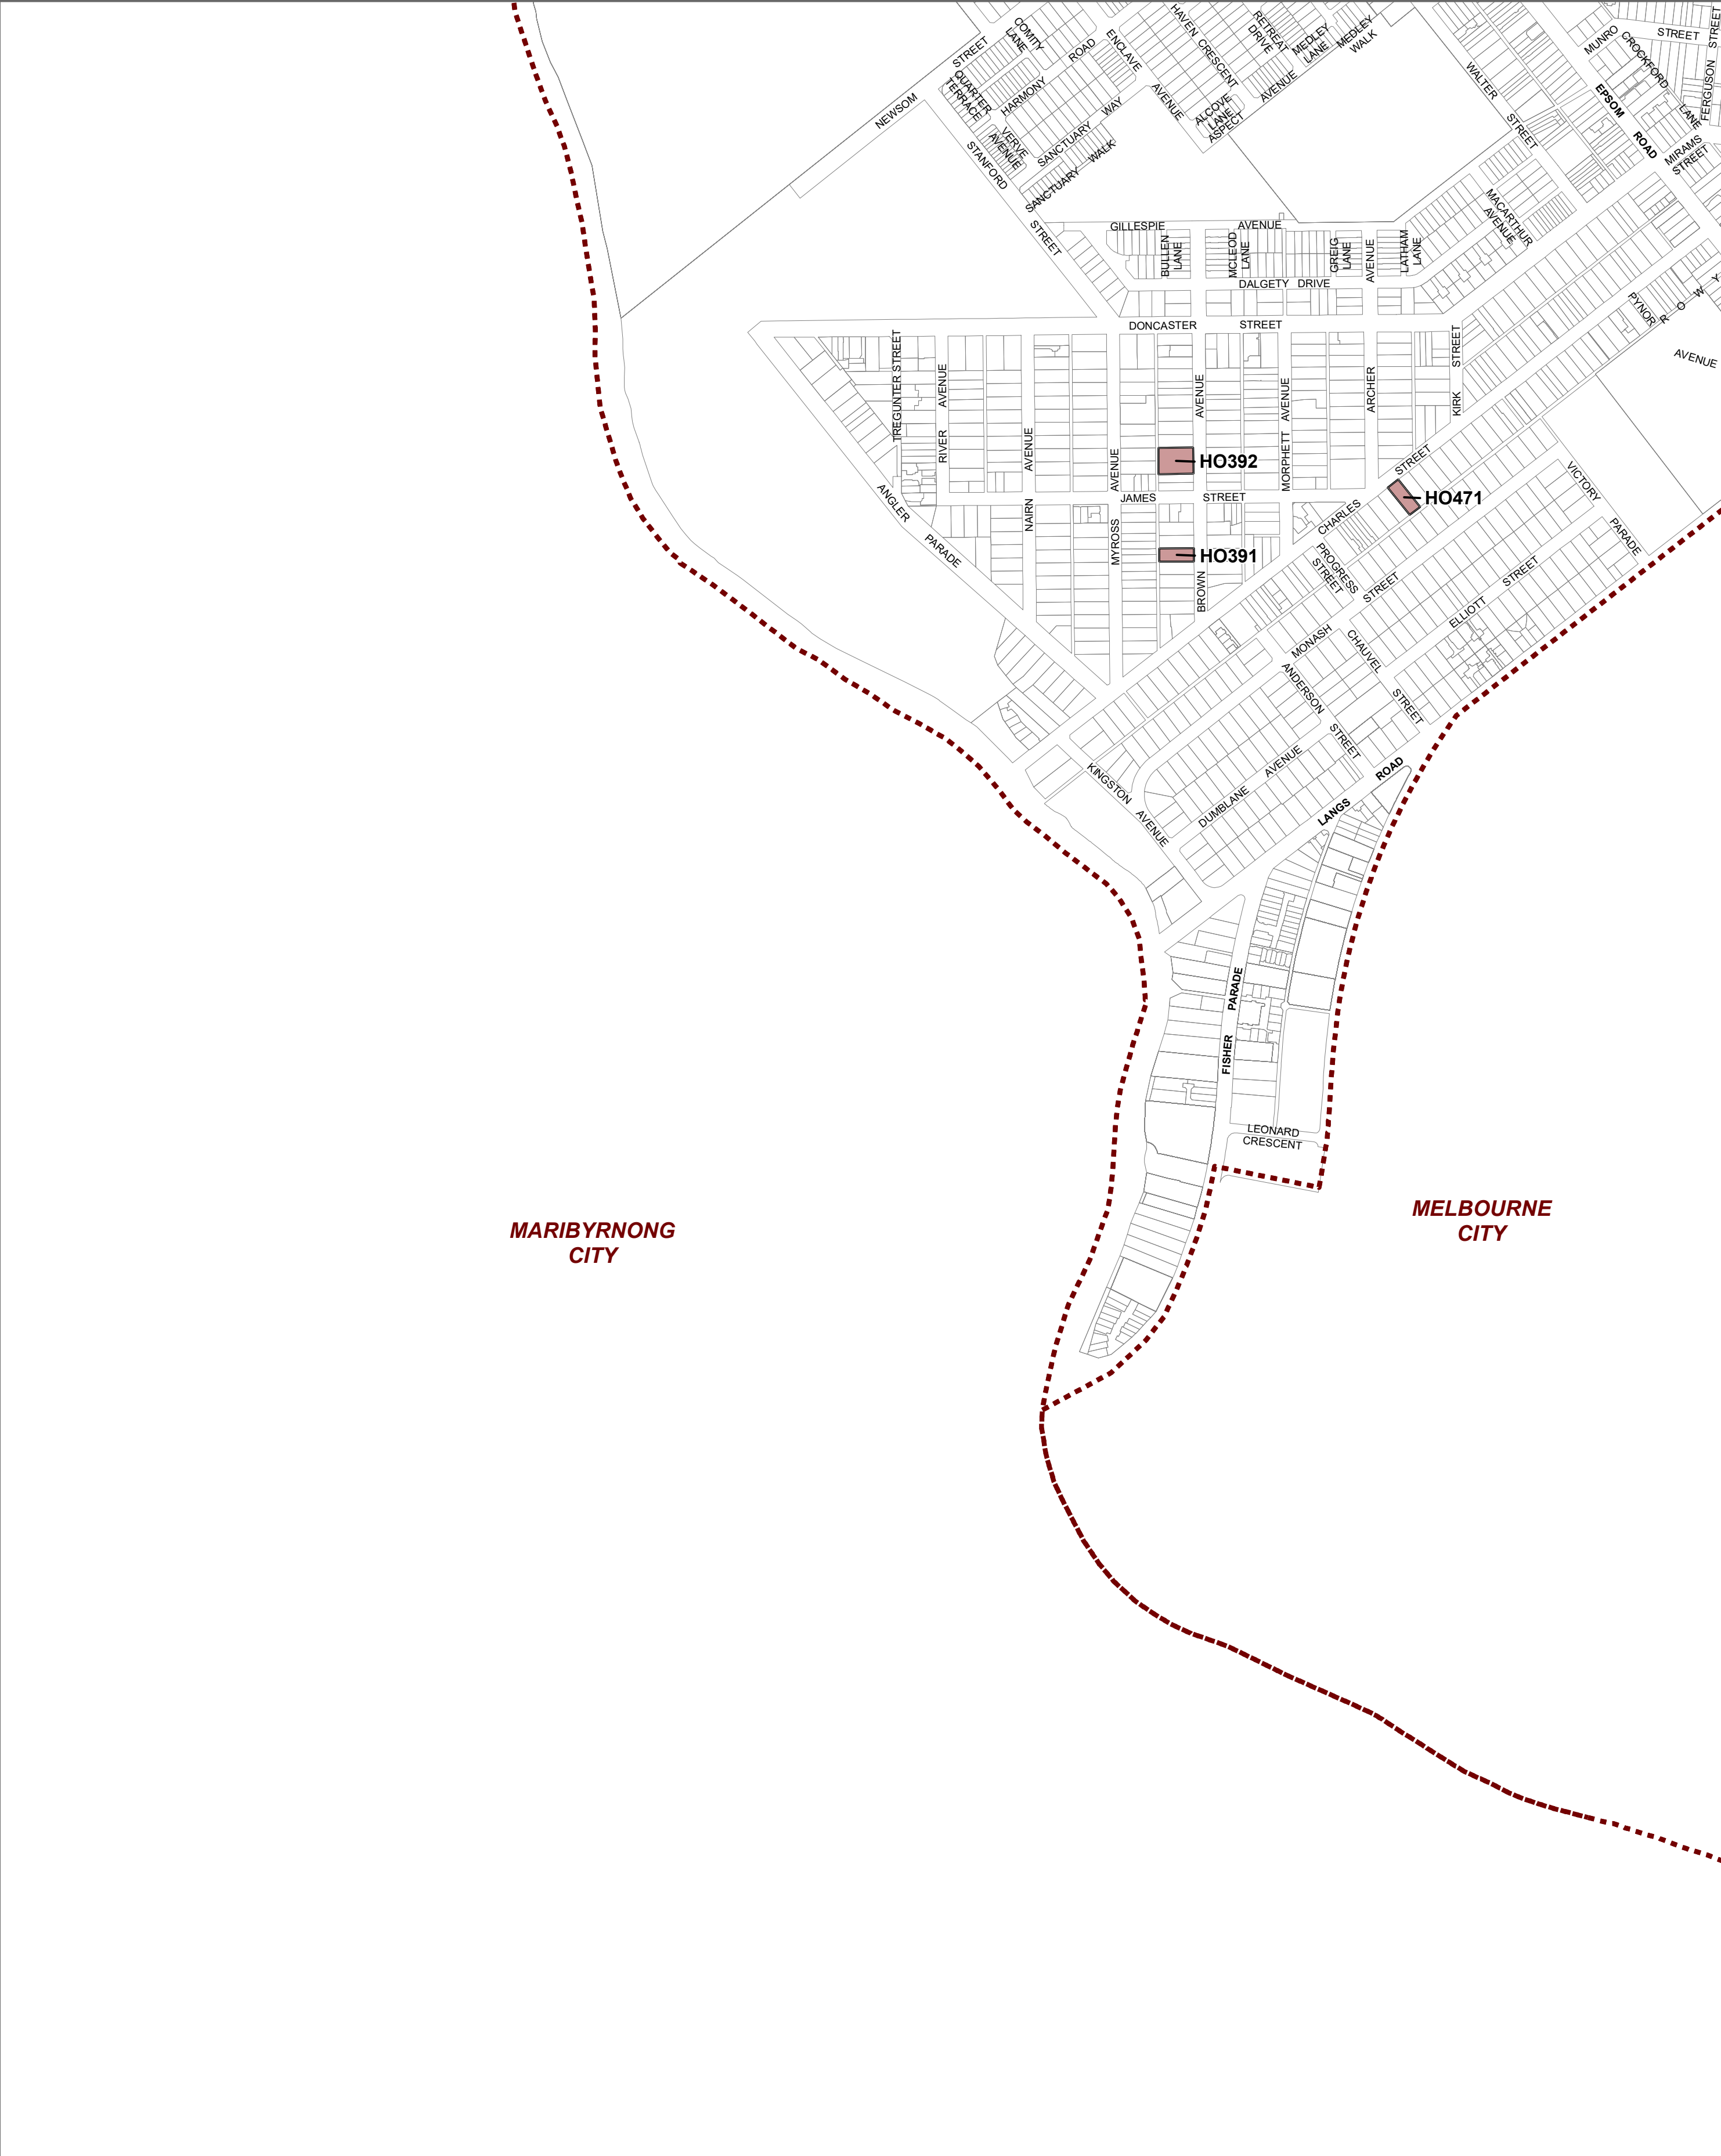 COMITY
LANE
HAVEN
CRESCENT
RETREAT
DRIVE
MEDLEY
LANE
MEDLEY
WALK
STREET
ROAD
ENCLAVE
AVENUE
QUARTER
TERRACE
HARMONY
NEWSOM
ALCOVE
LANE
ASPECT
AVENUE
WAY
SANCTUARY
VERVE
AVENUE
SANCTUARY
WALK
STANFORD
STREET
WALTER
STREET
MUNRO
STREET
CROCKFORD
LANE
FERGUSON
STREET
EPSOM
ROAD
MIRAMS
STREET
MACARTHUR
AVENUE
GILLESPIE
AVENUE
BULLEN
LANE
MCLEOD
LANE
GREIG
LANE
AVENUE
LATHAM
LANE
DALGETY
DRIVE
DONCASTER
STREET
PYNOR
R
O
W
Y
AVENUE
TREGUNTER STREET
RIVER
AVENUE
NAIRN
AVENUE
MYROSS
AVENUE
BROWN
AVENUE
MORPHETT
AVENUE
ARCHER
KIRK
STREET
HO392
HO471
HO391
JAMES
STREET
CHARLES
STREET
ANGLER
PARADE
PROGRESS
STREET
VICTORY
PARADE
MONASH
STREET
ELLIOTT
STREET
CHAUVEL
STREET
ANDERSON
STREET
KINGSTON
AVENUE
DUMBLANE
AVENUE
LANGS
ROAD
FISHER
PARADE
LEONARD
CRESCENT
MARIBYRNONG
CITY
MELBOURNE
CITY